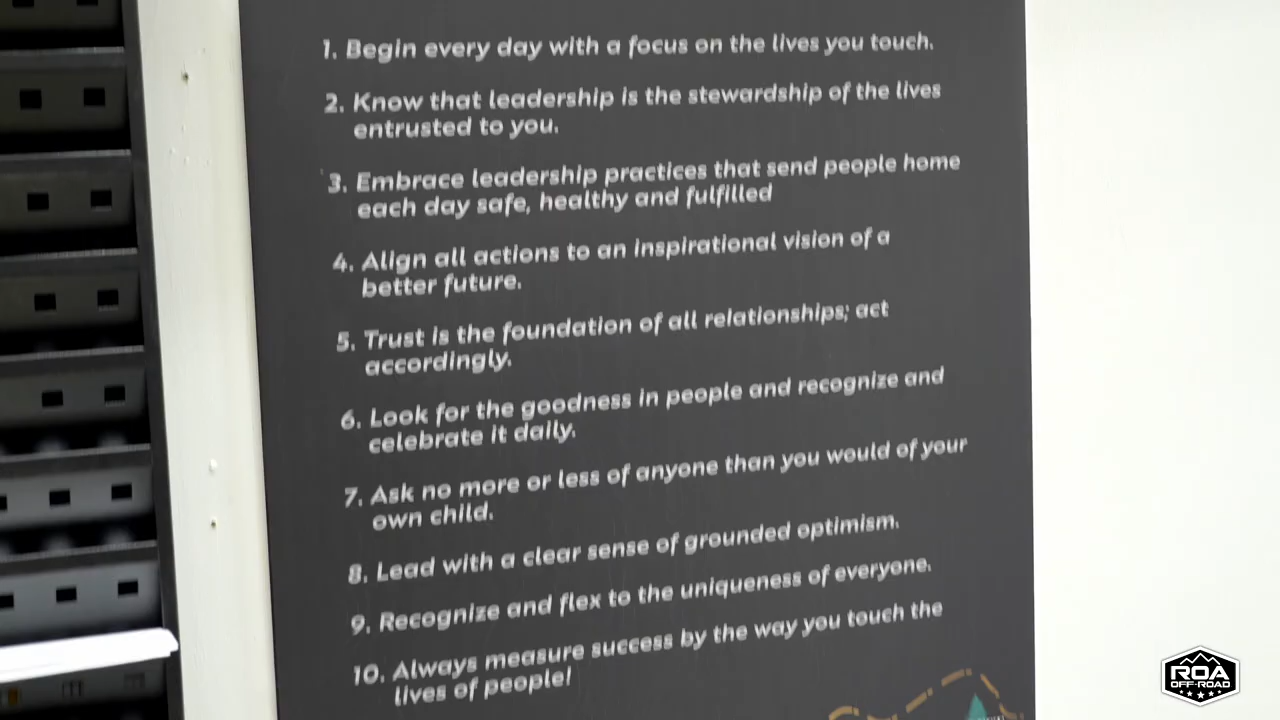 1. Begin every day with a focus on the lives you touch.
2. Know that leadership is the stewardship of the lives
entrusted to you.
3. Embrace leadership practices that send people home
each day safe, healthy and fulfilled
4. Align all actions to an inspirational vision of a
better future.
5. Trust is the foundation of all relationships; act
accordingly.
6. Look for the goodness in people and recognize and
celebrate it daily.
7. Ask no more or less of anyone than you would of your
own child.
8. Lead with a clear sense of grounded optimism.
9. Recognize and flex to the uniqueness of everyone.
10. Always measure success by the way you touch the
lives of people!
ROA
OFF-ROAD